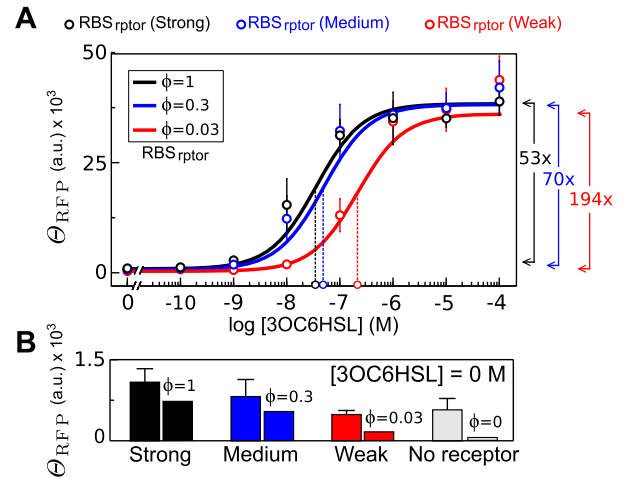 A
RBSrptor (Strong) RBSrptor (Medium) RBSrptor (Weak)
ΘRFP (a.u.) x 10³
50
25
0
ϕ=1
ϕ=0.3
ϕ=0.03
RBSrptor
53x
70x
194x
0 -10 -9 -8 -7 -6 -5 -4
log [3OC6HSL] (M)
B
ΘRFP (a.u.) x 10³
1.5
0
[3OC6HSL] = 0 M
ϕ=1
ϕ=0.3
ϕ=0.03
ϕ=0
Strong Medium Weak No receptor